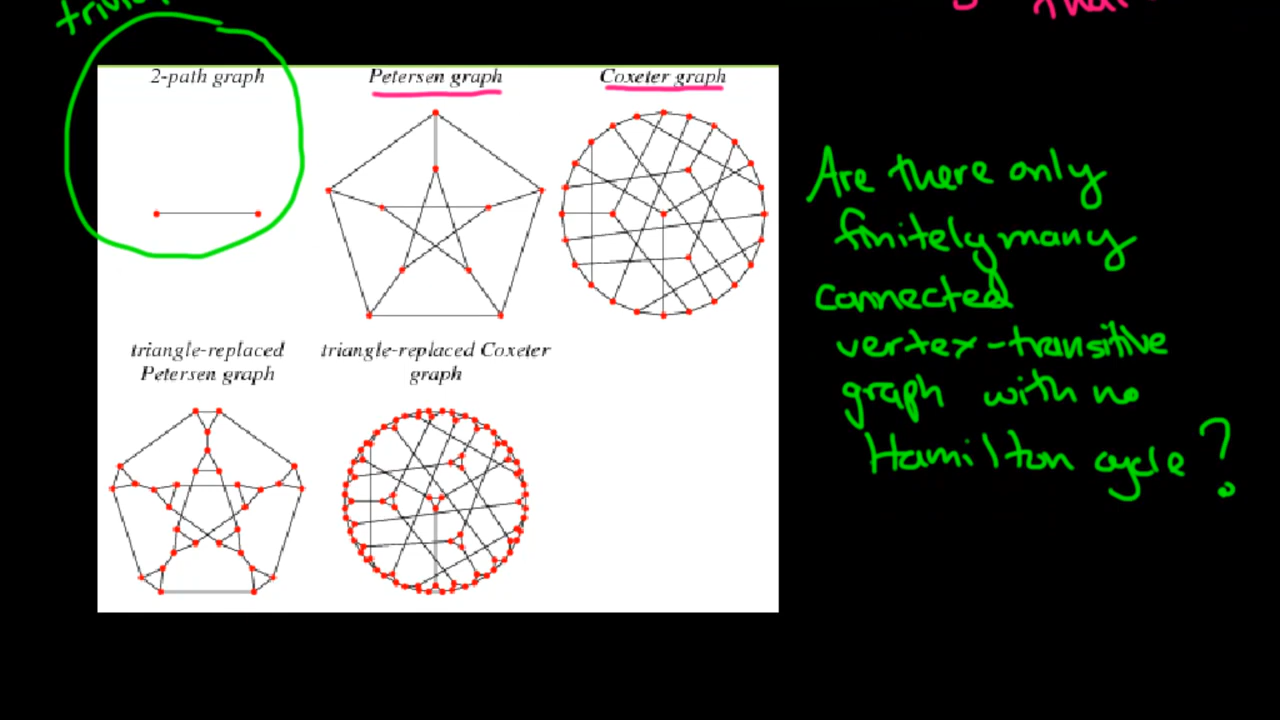 2-path graph
Petersen graph
Coxeter graph
Are there only
finitely many
connected
vertex-transitive
graph with no
Hamilton cycle?
triangle-replaced
Petersen graph
triangle-replaced Coxeter
graph